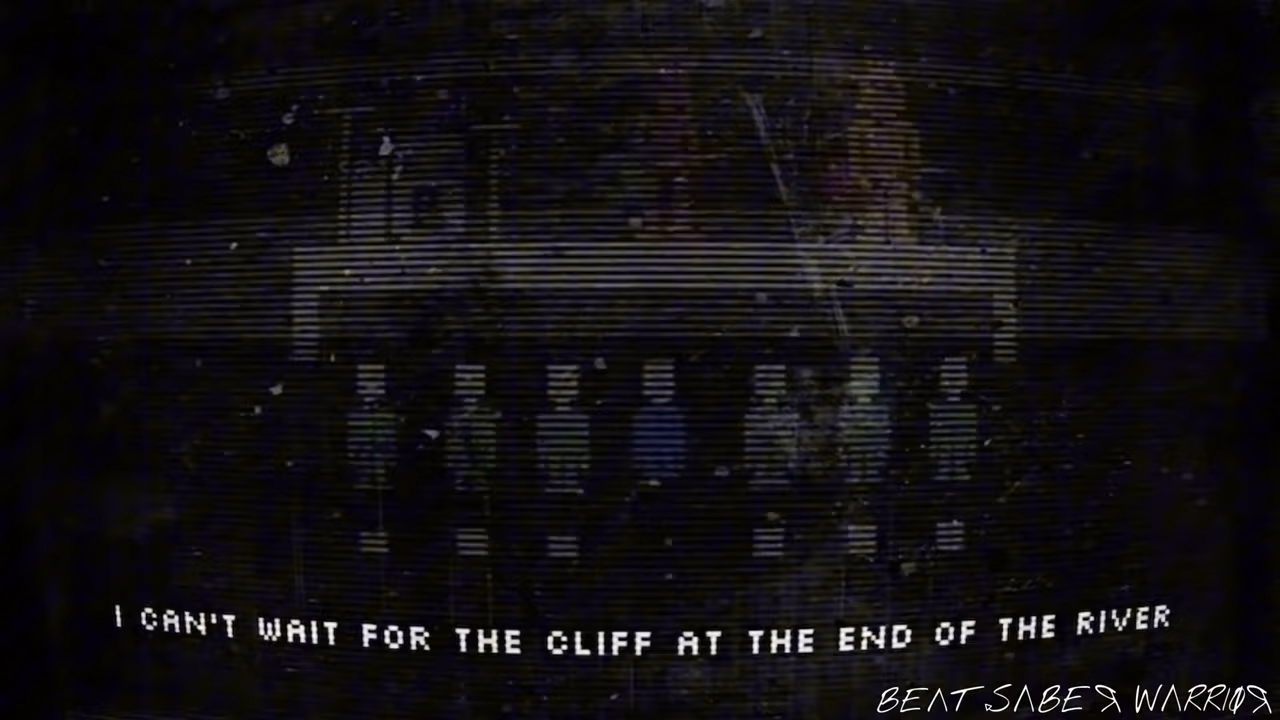 I CAN'T WAIT FOR THE CLIFF AT THE END OF THE RIVER
BEAT SABER WARRIOR